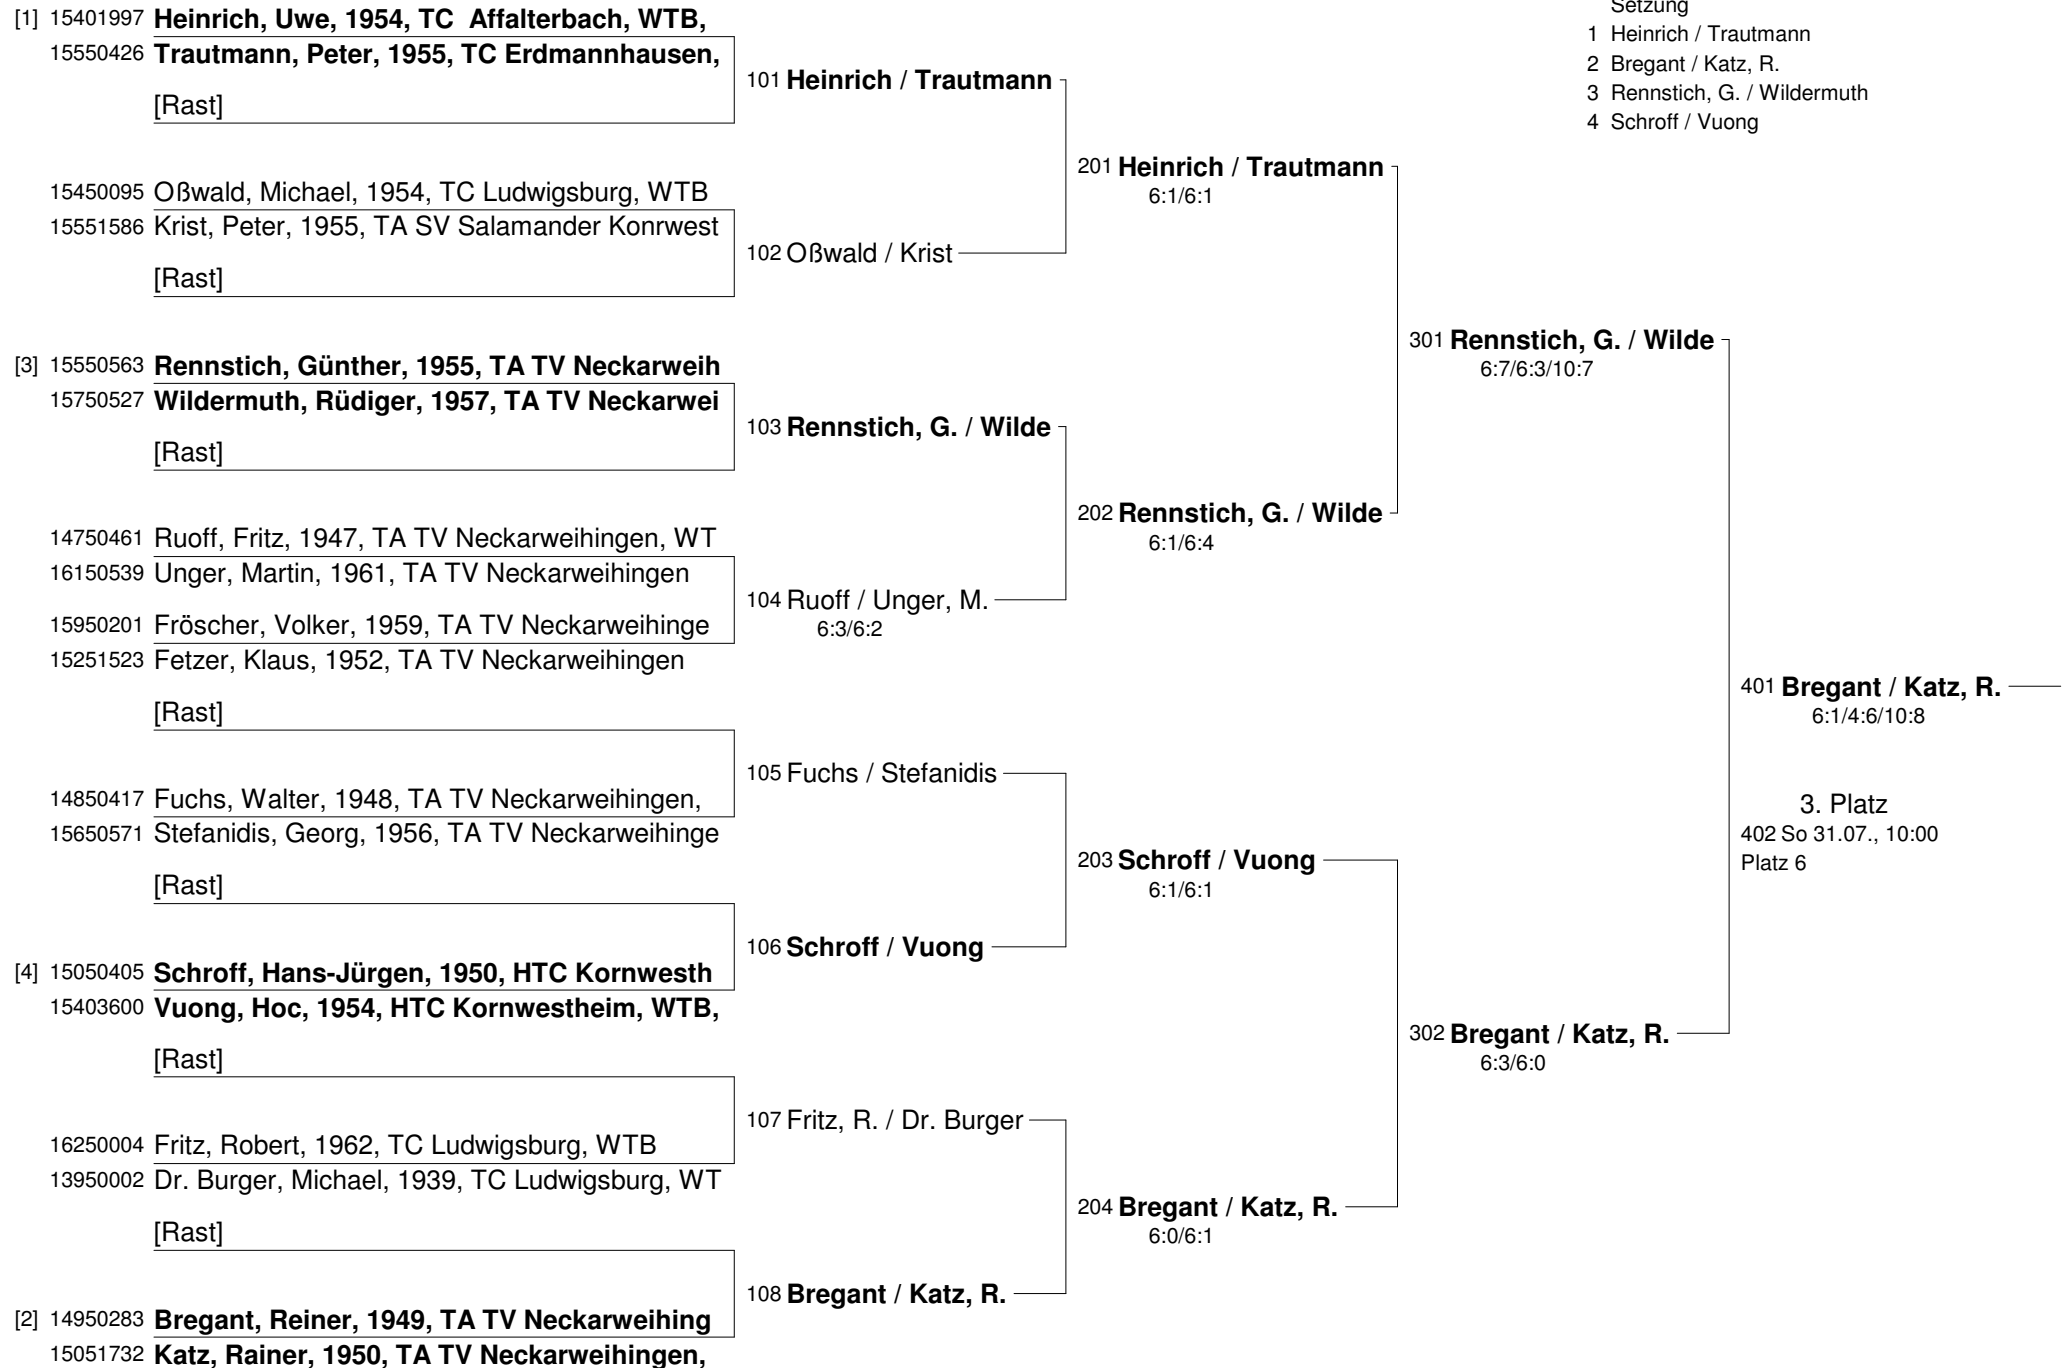 Setzung
1 Heinrich / Trautmann
2 Bregant / Katz, R.
3 Rennstich, G. / Wildermuth
4 Schroff / Vuong
[1] 15401997 Heinrich, Uwe, 1954, TC  Affalterbach, WTB,
15550426 Trautmann, Peter, 1955, TC Erdmannhausen,
101 Heinrich / Trautmann
[Rast]
201 Heinrich / Trautmann
6:1/6:1
15450095 Oßwald, Michael, 1954, TC Ludwigsburg, WTB
15551586 Krist, Peter, 1955, TA SV Salamander Konrwest
102 Oßwald / Krist
[Rast]
301 Rennstich, G. / Wilde
6:7/6:3/10:7
[3] 15550563 Rennstich, Günther, 1955, TA TV Neckarweih
15750527 Wildermuth, Rüdiger, 1957, TA TV Neckarwei
103 Rennstich, G. / Wilde
[Rast]
202 Rennstich, G. / Wilde
6:1/6:4
14750461 Ruoff, Fritz, 1947, TA TV Neckarweihingen, WT
16150539 Unger, Martin, 1961, TA TV Neckarweihingen
104 Ruoff / Unger, M.
6:3/6:2
15950201 Fröscher, Volker, 1959, TA TV Neckarweihinge
15251523 Fetzer, Klaus, 1952, TA TV Neckarweihingen
401 Bregant / Katz, R.
6:1/4:6/10:8
[Rast]
105 Fuchs / Stefanidis
14850417 Fuchs, Walter, 1948, TA TV Neckarweihingen,
15650571 Stefanidis, Georg, 1956, TA TV Neckarweihinge
3. Platz
402 So 31.07., 10:00
Platz 6
203 Schroff / Vuong
6:1/6:1
[Rast]
106 Schroff / Vuong
[4] 15050405 Schroff, Hans-Jürgen, 1950, HTC Kornwesth
15403600 Vuong, Hoc, 1954, HTC Kornwestheim, WTB,
302 Bregant / Katz, R.
6:3/6:0
[Rast]
107 Fritz, R. / Dr. Burger
16250004 Fritz, Robert, 1962, TC Ludwigsburg, WTB
13950002 Dr. Burger, Michael, 1939, TC Ludwigsburg, WT
204 Bregant / Katz, R.
6:0/6:1
[Rast]
108 Bregant / Katz, R.
[2] 14950283 Bregant, Reiner, 1949, TA TV Neckarweihing
15051732 Katz, Rainer, 1950, TA TV Neckarweihingen,